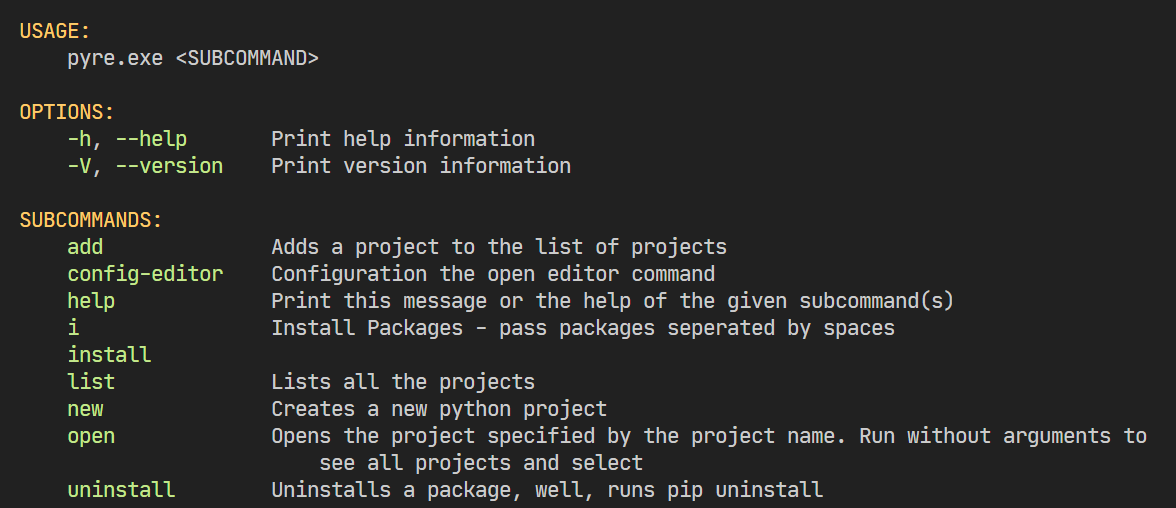 USAGE:
pyre.exe <SUBCOMMAND>
OPTIONS:
-h, --help Print help information
-V, --version Print version information
SUBCOMMANDS:
add Adds a project to the list of projects
config-editor Configuration the open editor command
help Print this message or the help of the given subcommand(s)
i Install Packages - pass packages seperated by spaces
install
list Lists all the projects
new Creates a new python project
open Opens the project specified by the project name. Run without arguments to
see all projects and select
uninstall Uninstalls a package, well, runs pip uninstall